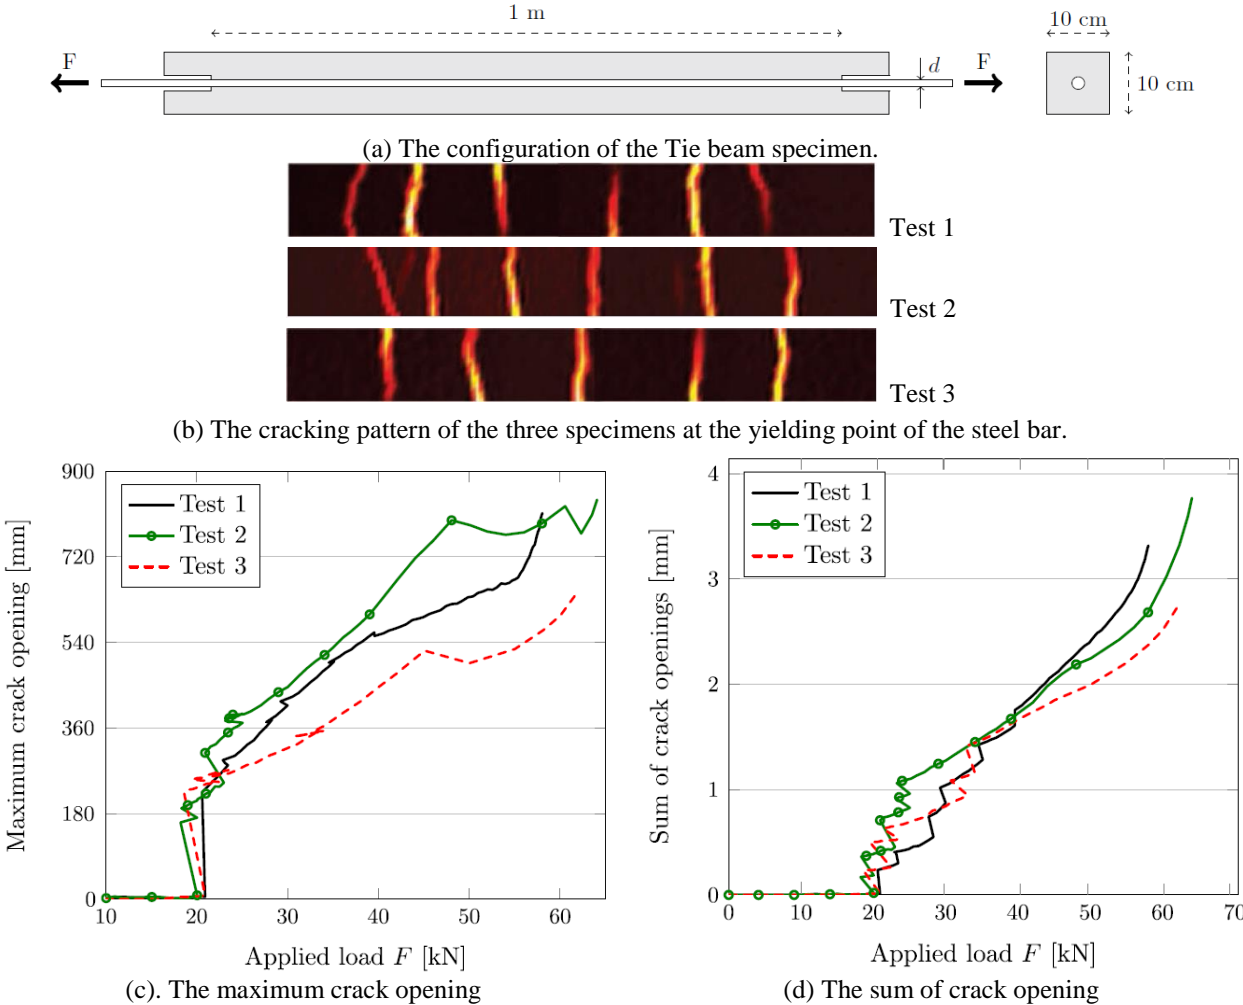 1 m
10 cm
F
F
d
10 cm
(a) The configuration of the Tie beam specimen.
Test 1
Test 2
Test 3
(b) The cracking pattern of the three specimens at the yielding point of the steel bar.
Maximum crack opening [mm]
900
720
540
360
180
0
Test 1
Test 2
Test 3
10 20 30 40 50 60
Applied load F [kN]
(c). The maximum crack opening
Sum of crack openings [mm]
4
3
2
1
0
Test 1
Test 2
Test 3
0 10 20 30 40 50 60 70
Applied load F [kN]
(d) The sum of crack opening